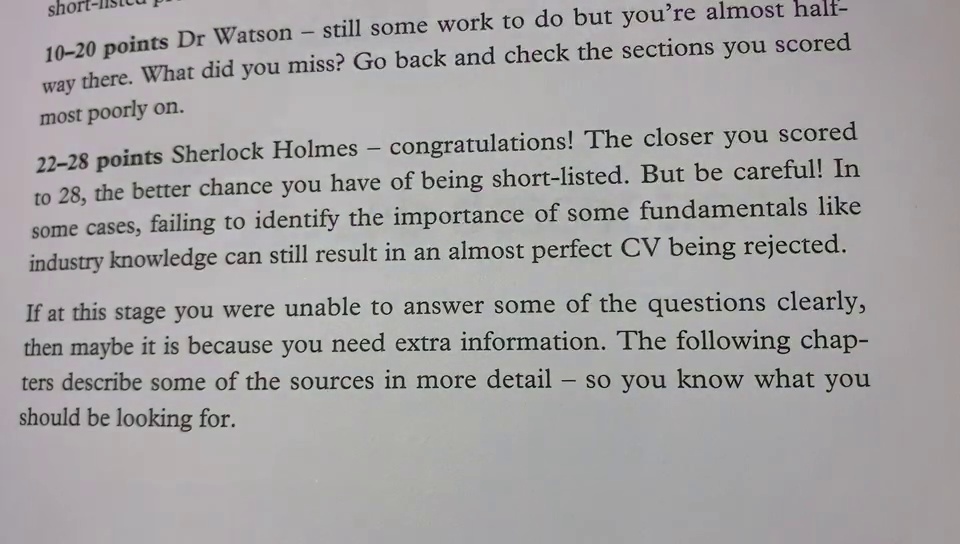 short-listed
10–20 points Dr Watson – still some work to do but you're almost half-
way there. What did you miss? Go back and check the sections you scored
most poorly on.
22–28 points Sherlock Holmes – congratulations! The closer you scored
to 28, the better chance you have of being short-listed. But be careful! In
some cases, failing to identify the importance of some fundamentals like
industry knowledge can still result in an almost perfect CV being rejected.
If at this stage you were unable to answer some of the questions clearly,
then maybe it is because you need extra information. The following chap-
ters describe some of the sources in more detail – so you know what you
should be looking for.